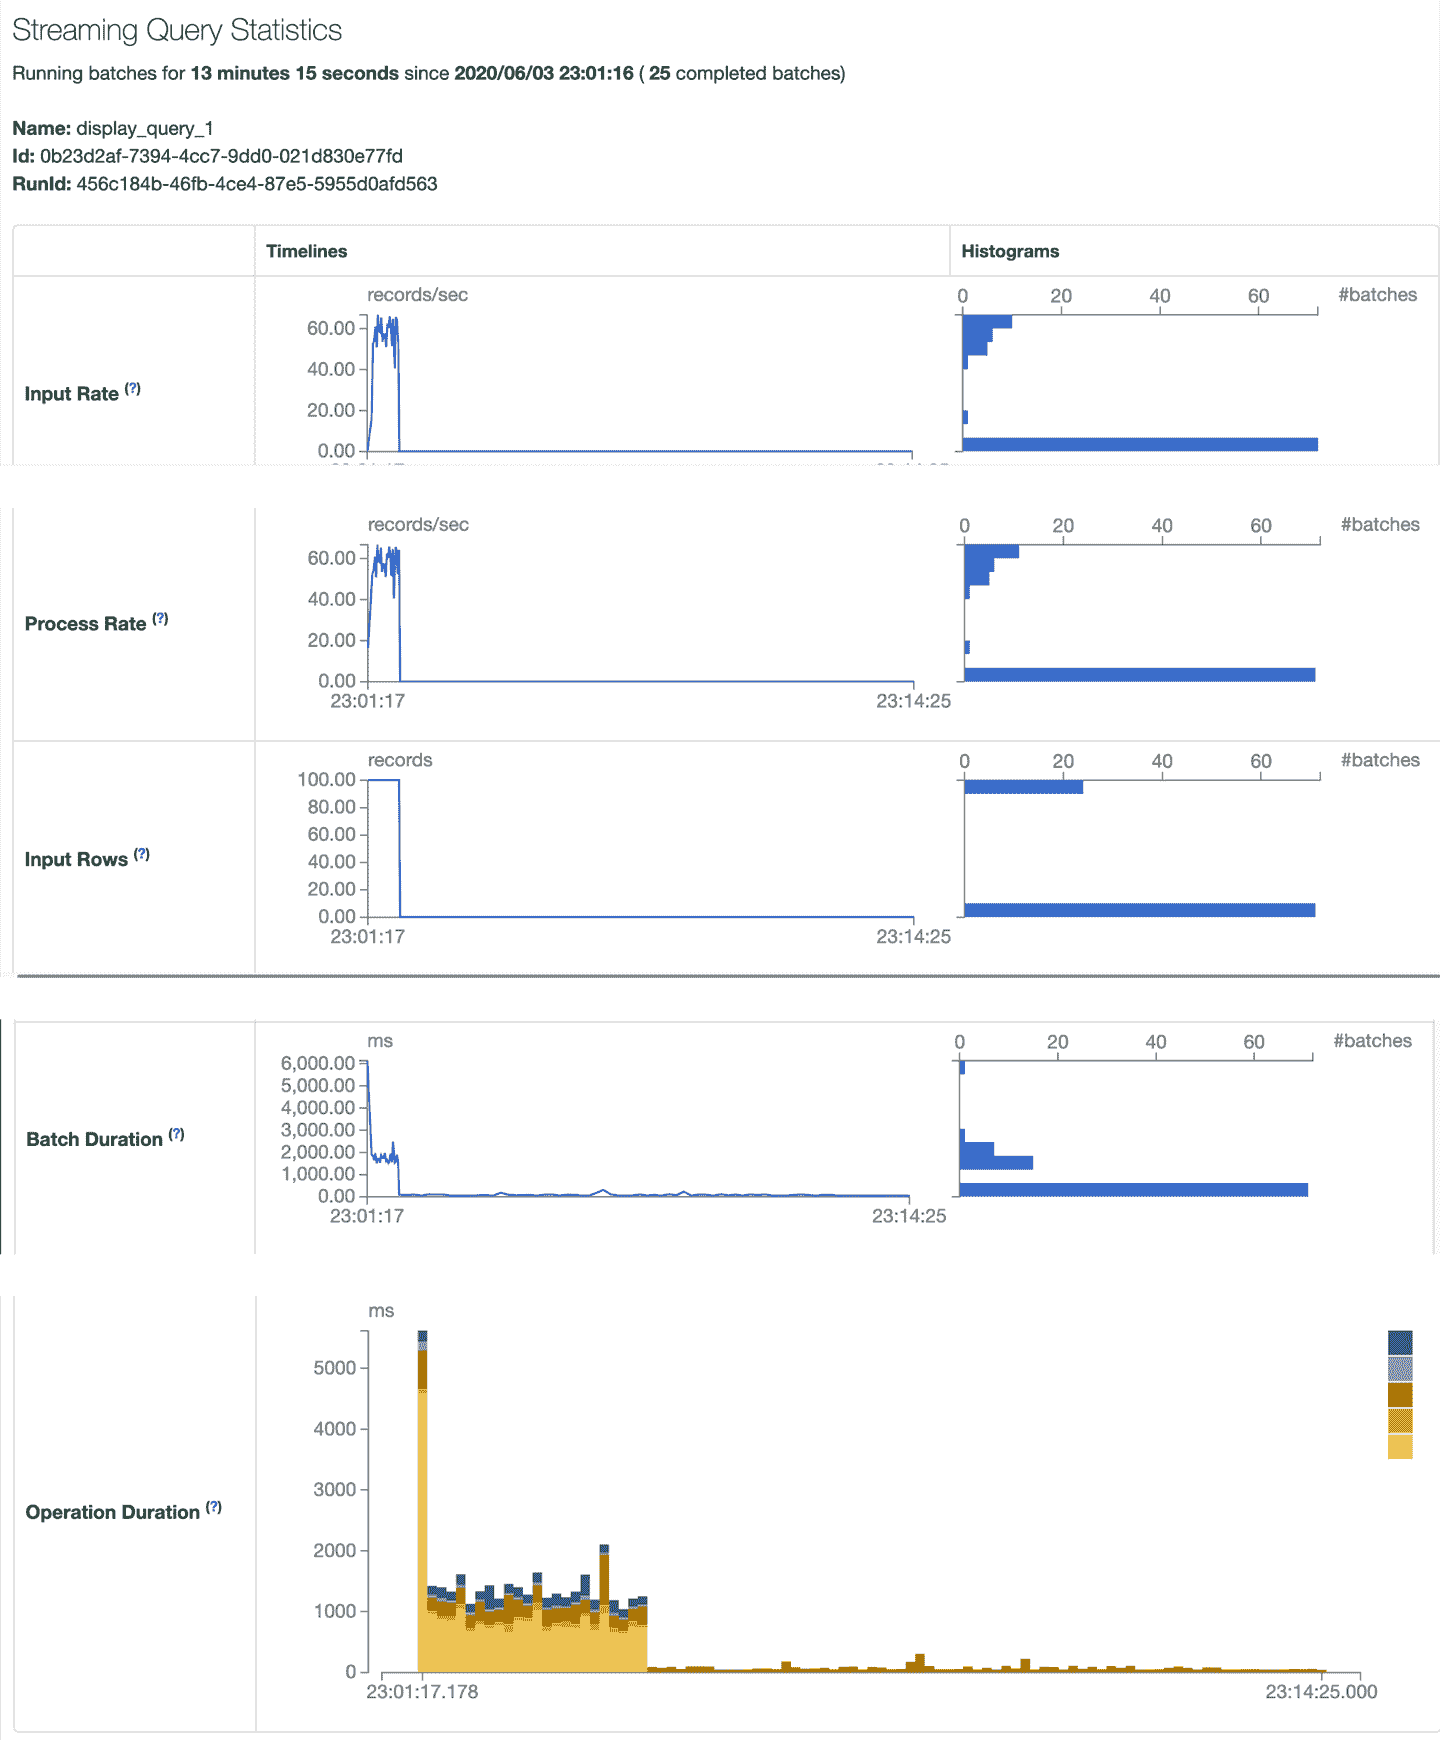 Streaming Query Statistics
Running batches for 13 minutes 15 seconds since 2020/06/03 23:01:16 ( 25 completed batches)
Name: display_query_1
Id: 0b23d2af-7394-4cc7-9dd0-021d830e77fd
RunId: 456c184b-46fb-4ce4-87e5-5955d0afd563
Timelines Histograms
Input Rate (?)
records/sec
60.00
40.00
20.00
0.00
0 20 40 60 #batches
Process Rate (?)
records/sec
60.00
40.00
20.00
0.00
23:01:17 23:14:25
0 20 40 60 #batches
Input Rows (?)
records
100.00
80.00
60.00
40.00
20.00
0.00
23:01:17 23:14:25
0 20 40 60 #batches
Batch Duration (?)
ms
6,000.00
5,000.00
4,000.00
3,000.00
2,000.00
1,000.00
0.00
23:01:17 23:14:25
0 20 40 60 #batches
Operation Duration (?)
ms
5000
4000
3000
2000
1000
0
23:01:17.178 23:14:25.000